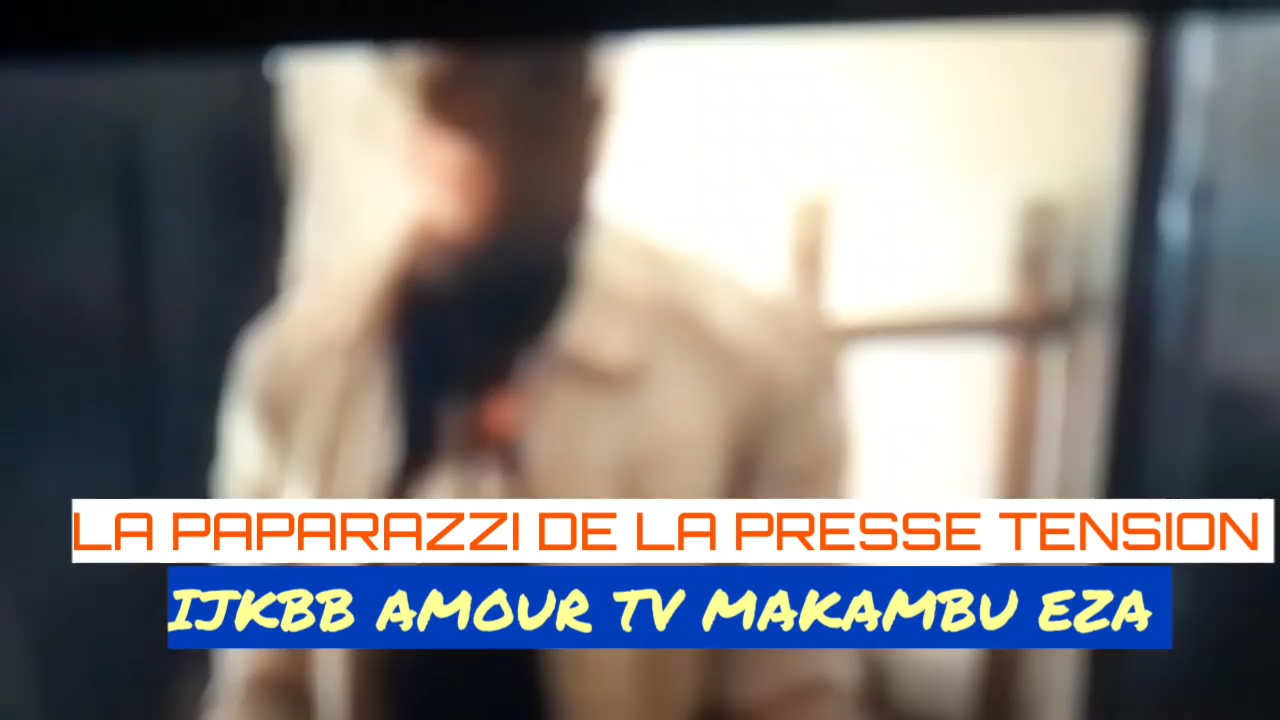 LA PAPARAZZI DE LA PRESSE TENSION
IJKBB AMOUR TV MAKAMBU EZA